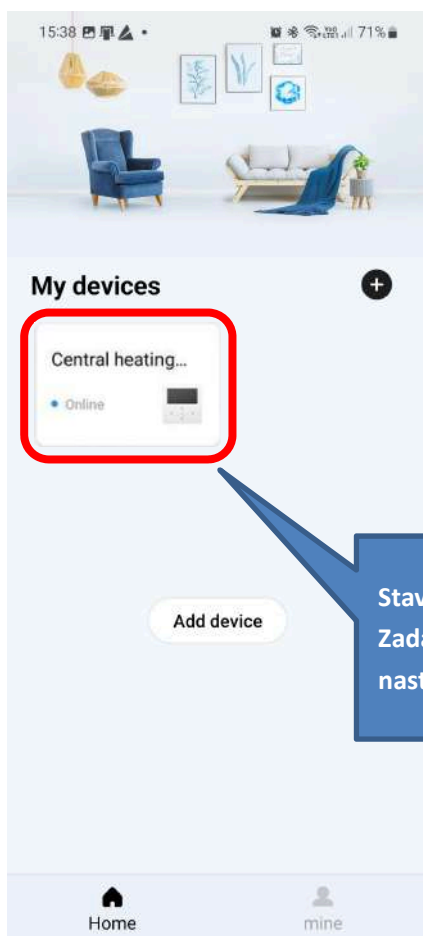 15:38
71%
My devices
Central heating...
Online
Add device
Home
mine